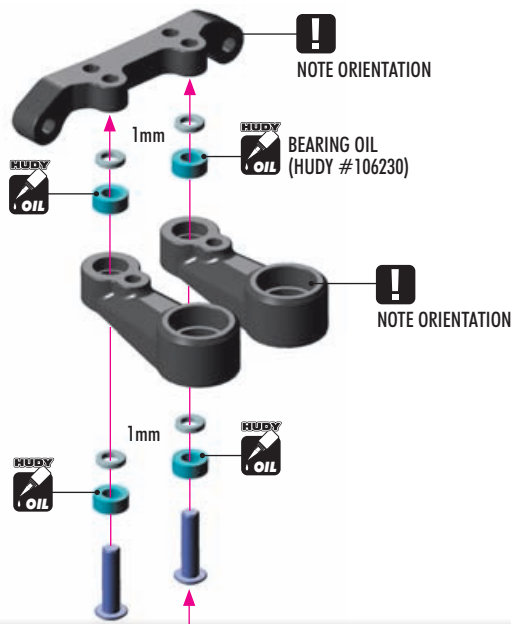 !
NOTE ORIENTATION
1mm
HUDY
OIL
BEARING OIL
(HUDY #106230)
HUDY
OIL
!
NOTE ORIENTATION
1mm
HUDY
OIL
HUDY
OIL